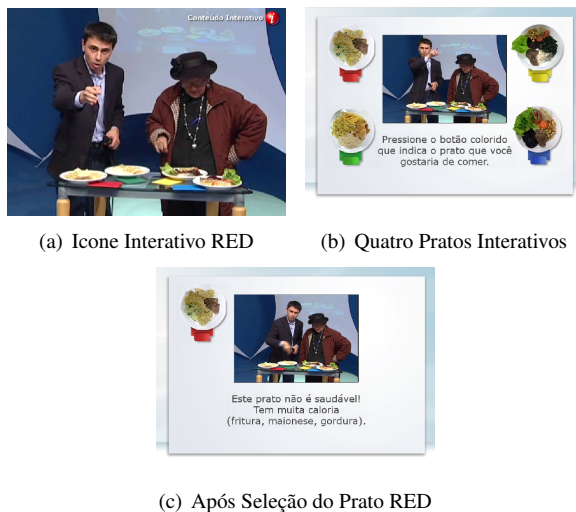 Conteúdo Interativo i
(a) Icone Interativo RED
Pressione o botão colorido
que indica o prato que você
gostaria de comer.
(b) Quatro Pratos Interativos
Este prato não é saudável!
Tem muita caloria
(fritura, maionese, gordura).
(c) Após Seleção do Prato RED